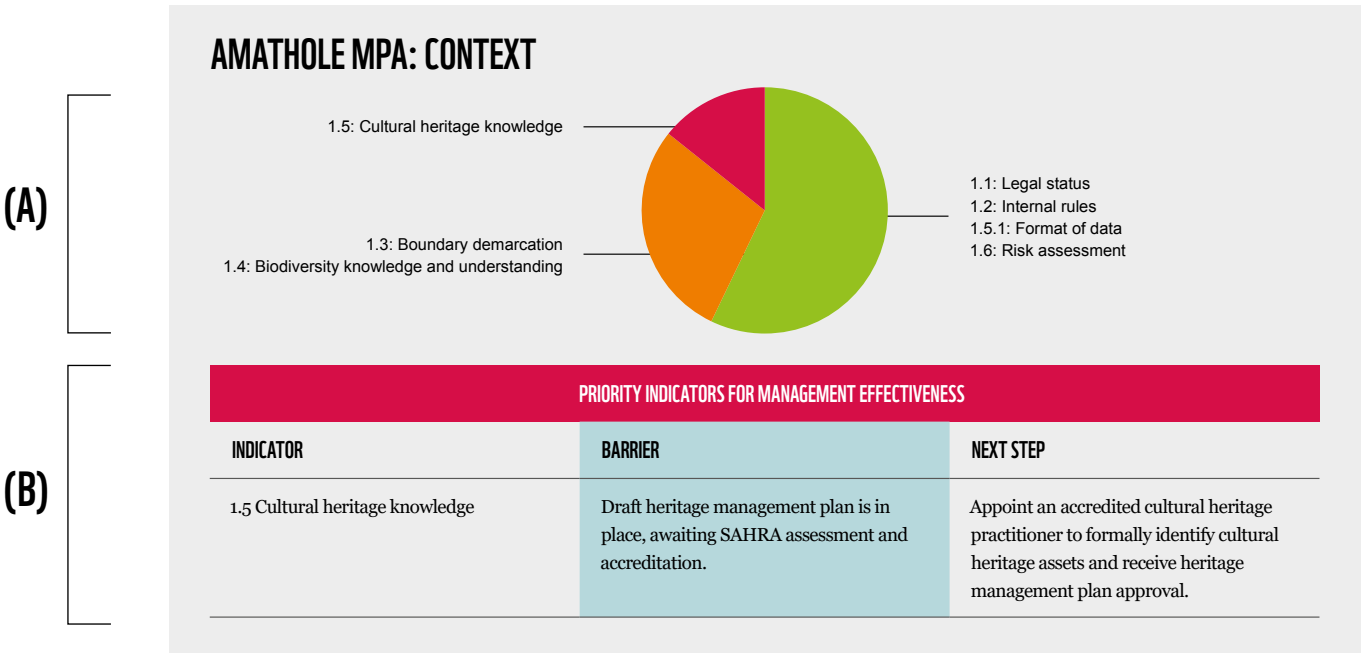 AMATHOLE MPA: CONTEXT
(A)
1.5: Cultural heritage knowledge
1.3: Boundary demarcation
1.4: Biodiversity knowledge and understanding
1.1: Legal status
1.2: Internal rules
1.5.1: Format of data
1.6: Risk assessment
(B)
PRIORITY INDICATORS FOR MANAGEMENT EFFECTIVENESS
INDICATOR
BARRIER
NEXT STEP
1.5 Cultural heritage knowledge
Draft heritage management plan is in
place, awaiting SAHRA assessment and
accreditation.
Appoint an accredited cultural heritage
practitioner to formally identify cultural
heritage assets and receive heritage
management plan approval.